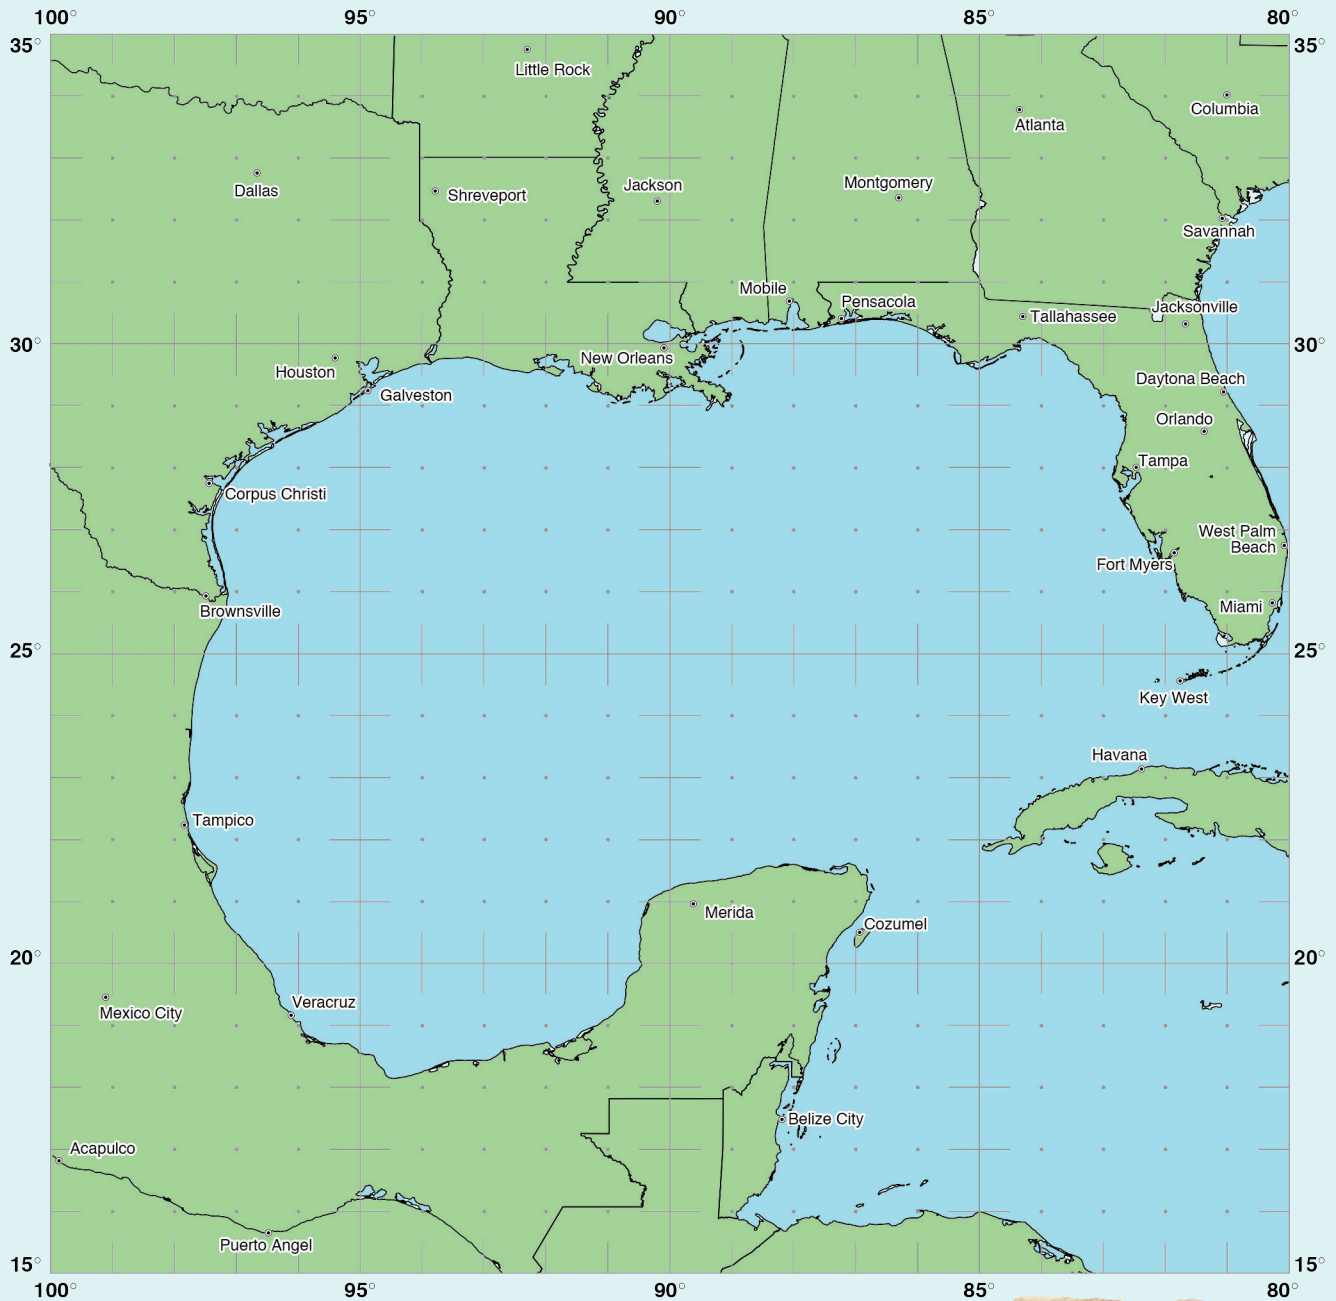 100° 95° 90° 85° 80°
35° 35°
Little Rock
Columbia
Atlanta
Dallas Shreveport Jackson Montgomery
Savannah
Mobile Pensacola Jacksonville
Tallahassee
30° 30°
New Orleans
Houston
Daytona Beach
Galveston
Orlando
Tampa
Corpus Christi
West Palm
Beach
Fort Myers
Brownsville Miami
25° 25°
Key West
Havana
Tampico
Merida
Cozumel
20° 20°
Veracruz
Mexico City
Belize City
Acapulco
Puerto Angel
15° 15°
100° 95° 90° 85° 80°